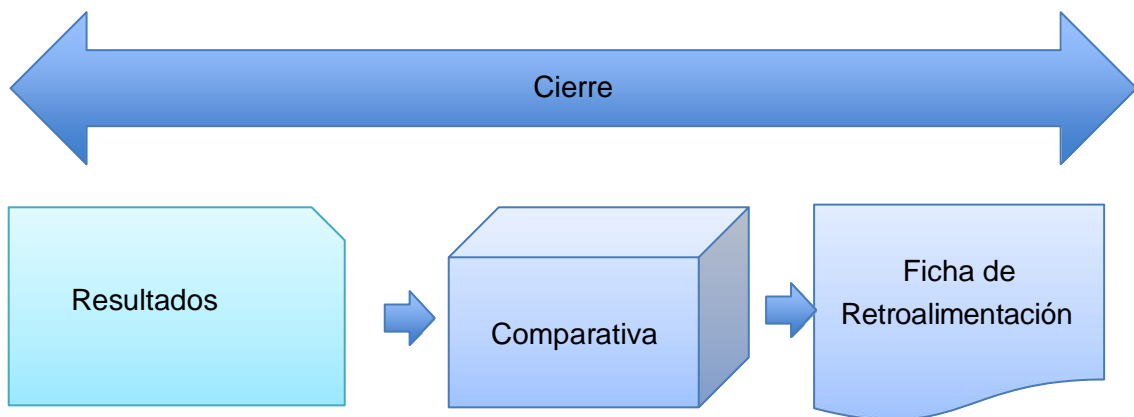 Cierre
Resultados
Comparativa
Ficha de
Retroalimentación